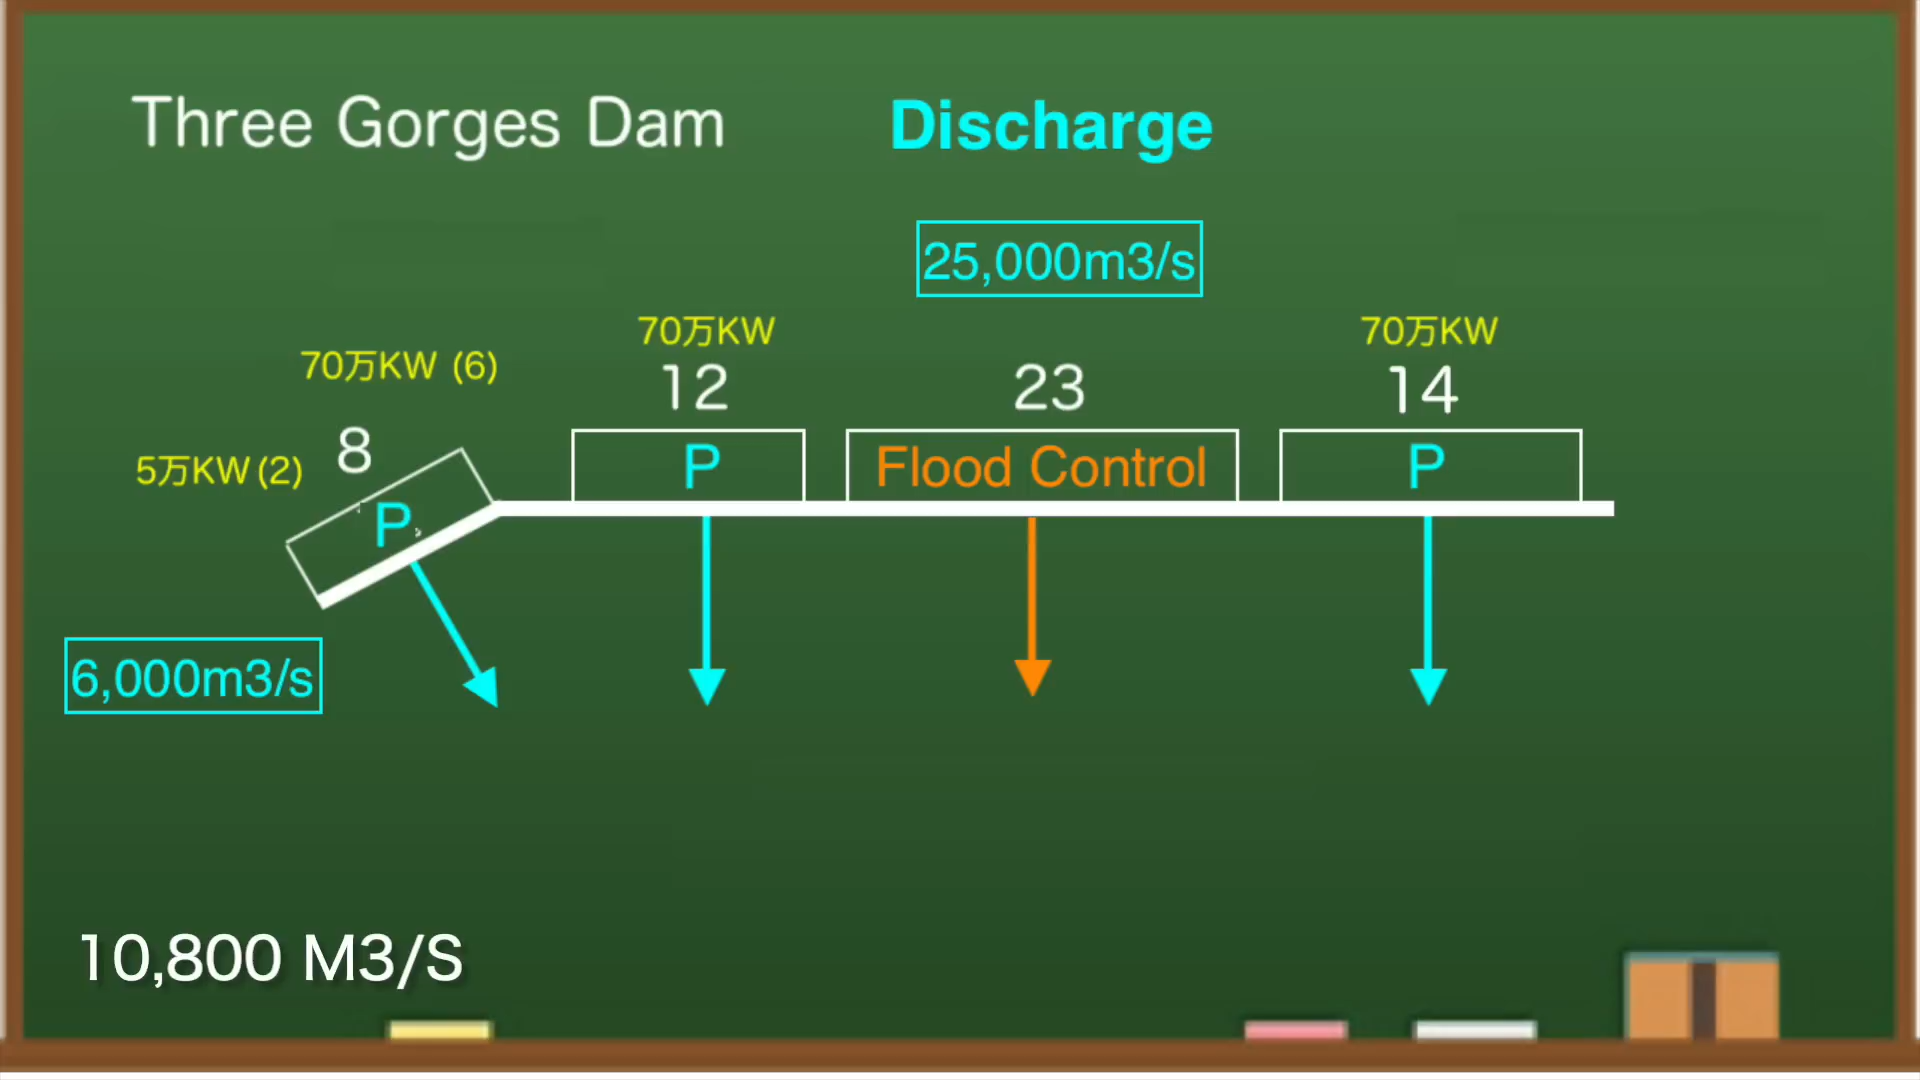 Three Gorges Dam
Discharge
25,000m3/s
70万KW
70万KW
70万KW (6)
12
23
14
8
5万KW (2)
P
Flood Control
P
P
6,000m3/s
10,800 M3/S